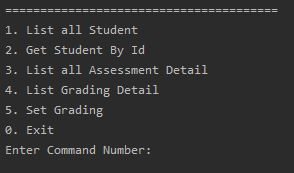 =======================================
1. List all Student
2. Get Student By Id
3. List all Assessment Detail
4. List Grading Detail
5. Set Grading
0. Exit
Enter Command Number: